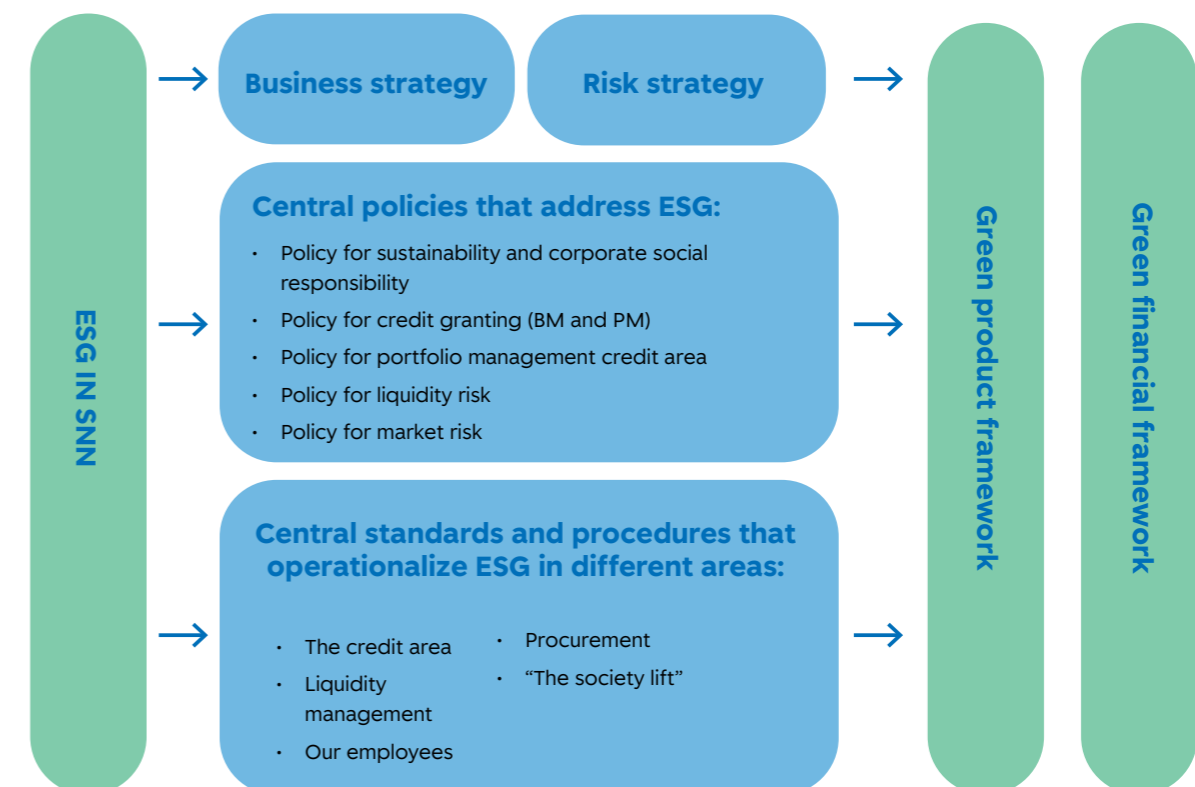 ESG IN SNN
Business strategy
Risk strategy
Central policies that address ESG:
• Policy for sustainability and corporate social
responsibility
• Policy for credit granting (BM and PM)
• Policy for portfolio management credit area
• Policy for liquidity risk
• Policy for market risk
Central standards and procedures that
operationalize ESG in different areas:
• The credit area
• Liquidity
management
• Our employees
• Procurement
• “The society lift”
Green product framework
Green financial framework